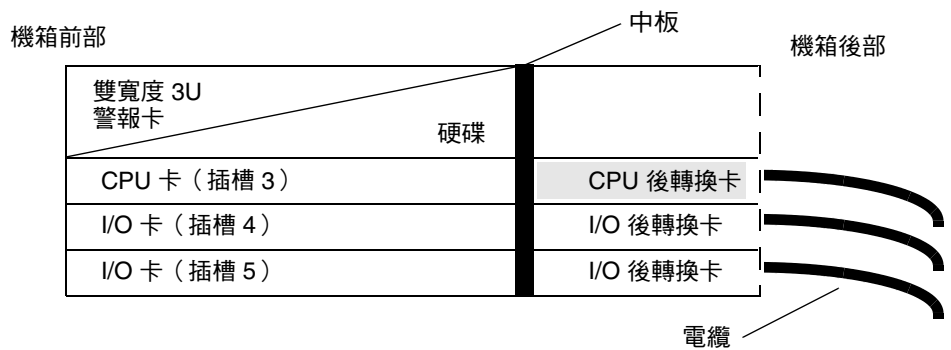 中板
機箱前部
機箱後部
雙寬度 3U
警報卡
硬碟
CPU 卡（插槽 3）
CPU 後轉換卡
I/O 卡（插槽 4）
I/O 後轉換卡
I/O 卡（插槽 5）
I/O 後轉換卡
電纜